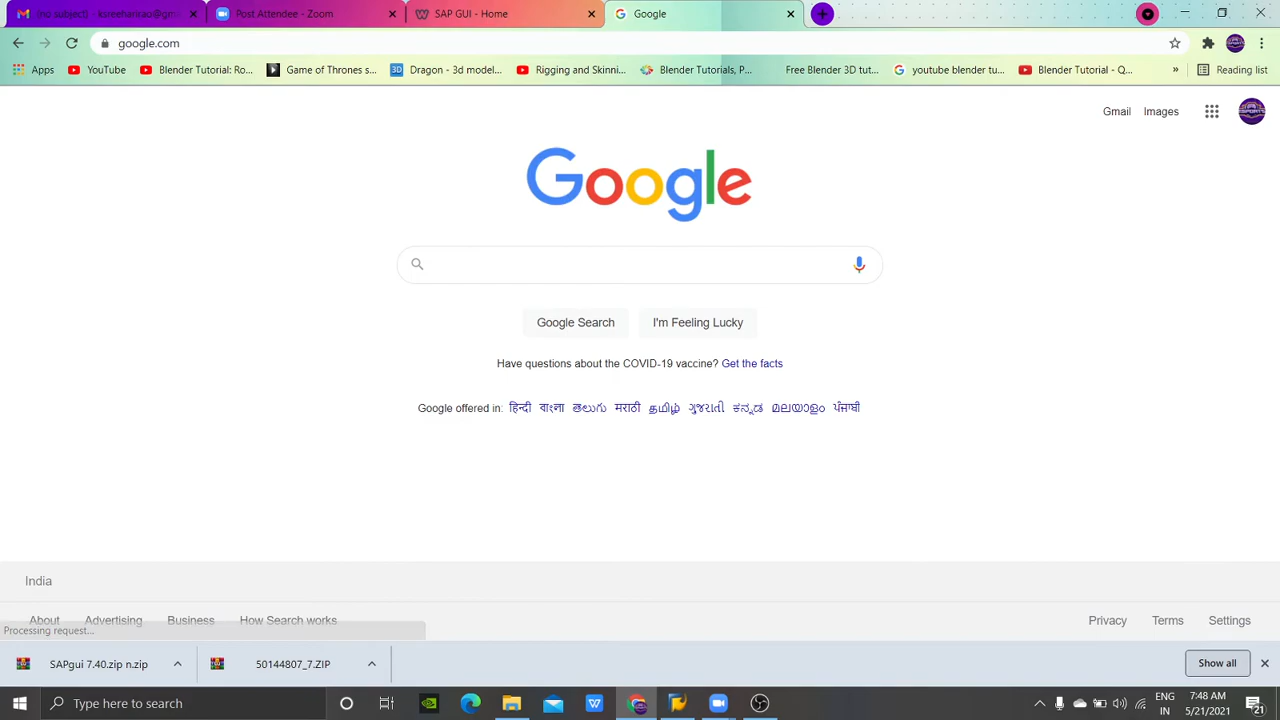 (no subject) - ksreeharirao@gm
Post Attendee - Zoom
SAP GUI - Home
Google
google.com
Apps
YouTube
Blender Tutorial: Ro...
Game of Thrones s...
Dragon - 3d model...
Rigging and Skinni...
Blender Tutorials, P...
Free Blender 3D tut...
youtube blender tu...
Blender Tutorial - Q...
»
Reading list
Gmail
Images
Google
Google Search
I'm Feeling Lucky
Have questions about the COVID-19 vaccine? Get the facts
Google offered in: हिन्दी বাংলা తెలుగు मराठी தமிழ் ગુજરાતી ಕನ್ನಡ മലയാളം ਪੰਜਾਬੀ
India
About
Advertising
Business
How Search works
Privacy
Terms
Settings
Processing request...
SAPgui 7.40.zip n.zip
50144807_7.ZIP
Show all
Type here to search
ENG
IN
7:48 AM
5/21/2021
21